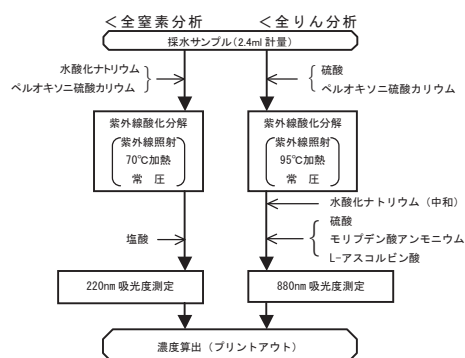 ＜全窒素分析　＜全りん分析
採水サンプル（2.4ml 計量）
水酸化ナトリウム
ペルオキソニ硫酸カリウム
硫酸
ペルオキソニ硫酸カリウム
紫外線酸化分解
紫外線照射
70℃加熱
常　圧
紫外線酸化分解
紫外線照射
95℃加熱
常　圧
水酸化ナトリウム（中和）
塩酸
硫酸
モリブデン酸アンモニウム
L-アスコルビン酸
220nm 吸光度測定
880nm 吸光度測定
濃度算出（プリントアウト）